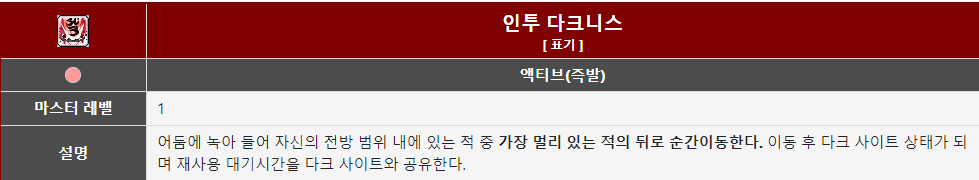 인투 다크니스
[ 표기 ]
액티브(즉발)
마스터 레벨
1
설명
어둠에 녹아 들어 자신의 전방 범위 내에 있는 적 중 가장 멀리 있는 적의 뒤로 순간이동한다. 이동 후 다크 사이트 상태가 되
며 재사용 대기시간을 다크 사이트와 공유한다.